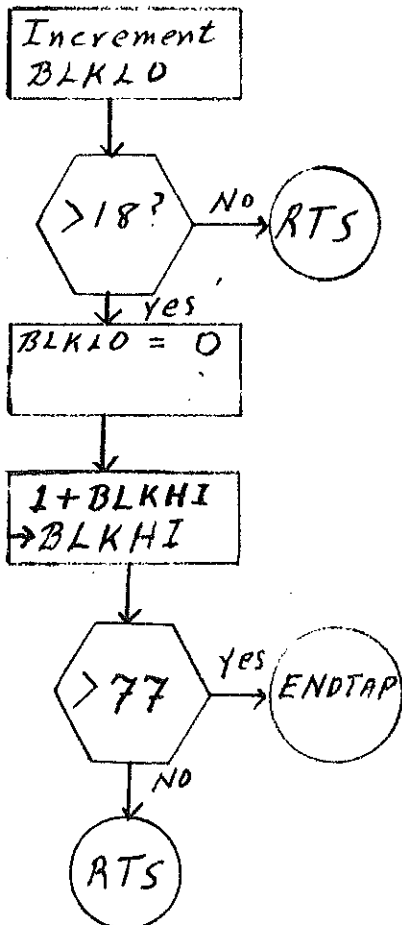 Increment
BLKLO
>18?
NO
RTS
yes
BLKLO = 0
1+BLKHI
→BLKHI
>77
yes
ENDTAP
NO
RTS